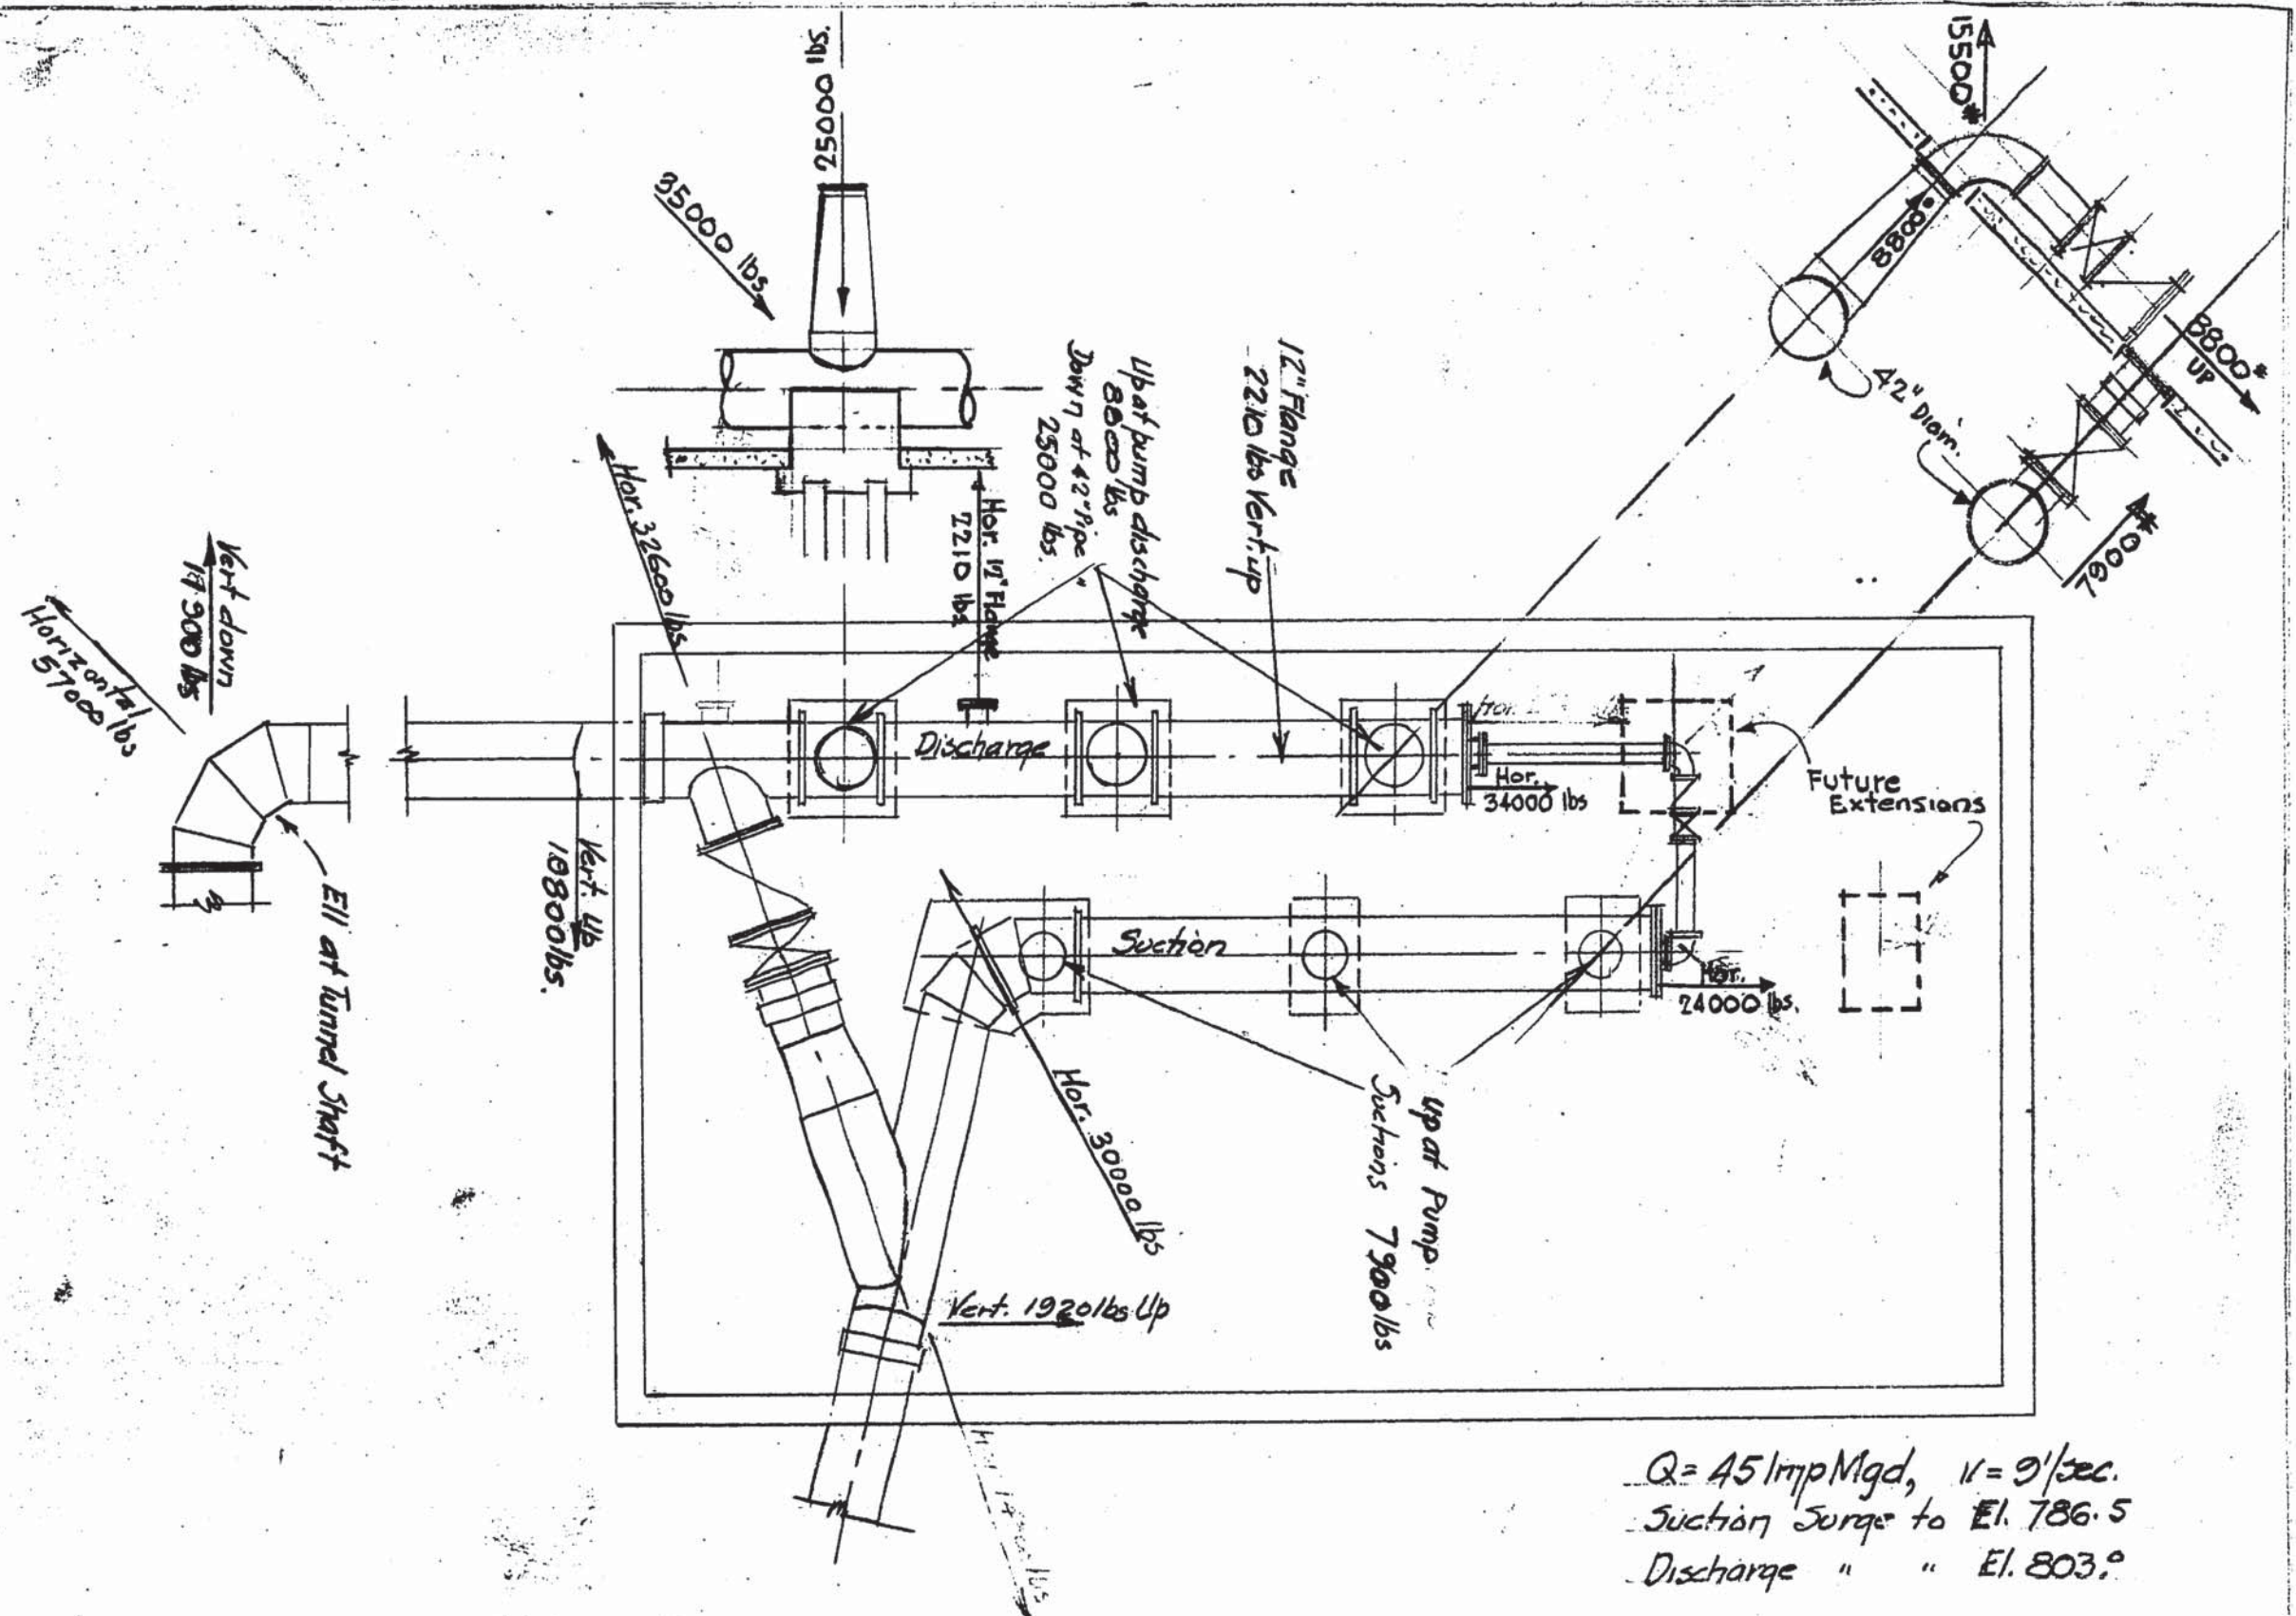 25000 lbs.
35000 lbs.
15500#
8800#
8800#
UP
42" Diam.
7900#
12" Flange
2210 lbs Vert. up
Up at pump discharge
8800 lbs
Down at 42" Pipe "
25000 lbs.
Hor. 12" Flange
2210 lbs
Hor. 32600 lbs
Vert down
Horizontal
57000 lbs
Discharge
Hor.
Hor.
34000 lbs
Future
Extensions
Vert. Up
10800 lbs.
Ell at Tunnel Shaft
Suction
Hor.
24000 lbs.
Hor. 30000 lbs
Up at Pump
Suctions 7900 lbs
Vert. 1920 lbs Up
lbs
Q= 45 Imp Mgd, V= 9'/sec.
Suction Surge to El. 786.5
Discharge " " El. 803.0